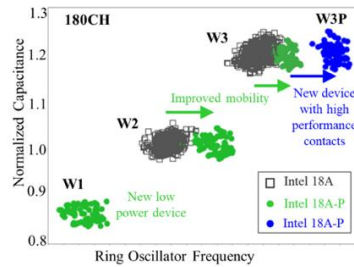 180CH
W3
W3P
Improved mobility
New device
with high
performance
contacts
W2
W1
New low
power device
Intel 18A
Intel 18A-P
Intel 18A-P
Normalized Capacitance
1.3
1.2
1.1
1.0
0.9
0.8
Ring Oscillator Frequency